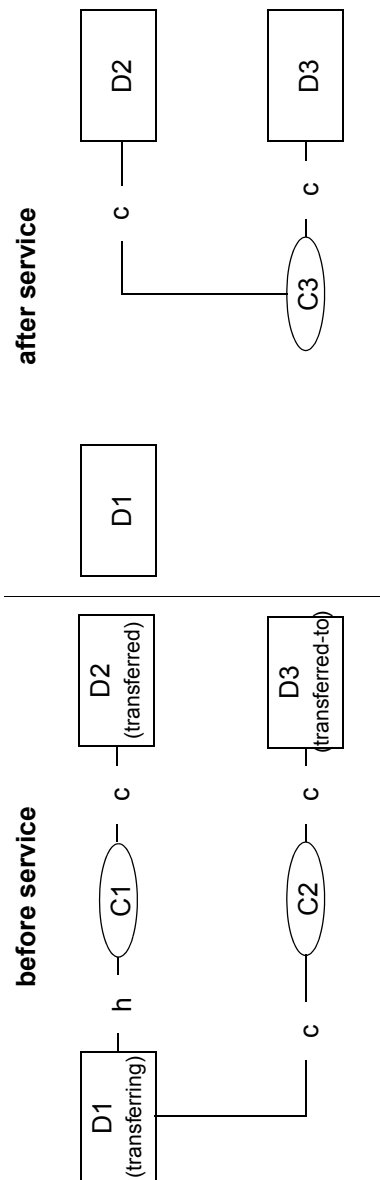 before service
after service
D1
(transferring)
h
C1
c
D2
(transferred)
D1
D2
c
c
C2
c
D3
(transferred-to)
C3
c
D3